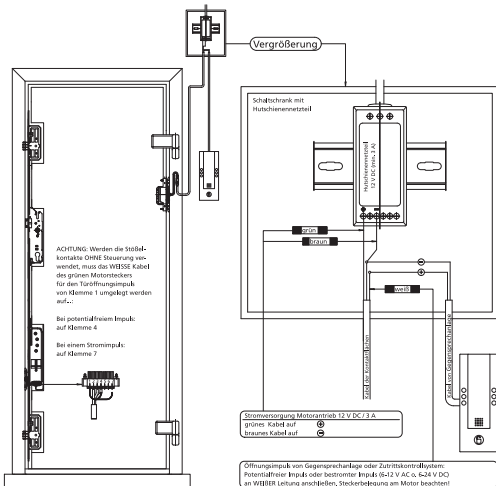 Vergrößerung
Schaltschrank mit
Hutschienennetzteil
Hutschienennetzteil
12 V DC (min. 3 A)
grün
braun
weiß
ACHTUNG: Werden die Stößel-
kontakte OHNE Steuerung ver-
wendet, muss das WEISSE Kabel
des grünen Motorsteckers
für den Türöffnungsimpuls
von Klemme 1 umgelegt werden
auf...:
Bei potentialfreiem Impuls:
auf Klemme 4
Bei einem Stromimpuls:
auf Klemme 7
Kabel der Kontaktflächen
Kabel von Gegensprechanlage
Stromversorgung Motorantrieb 12 V DC / 3 A
grünes Kabel auf +
braunes Kabel auf -
Öffnungsimpuls von Gegensprechanlage oder Zutrittskontrollsystem:
Potentialfreier Impuls oder bestromter Impuls (6-12 V AC o. 6-24 V DC)
an WEIßER Leitung anschließen, Steckerbelegung am Motor beachten!